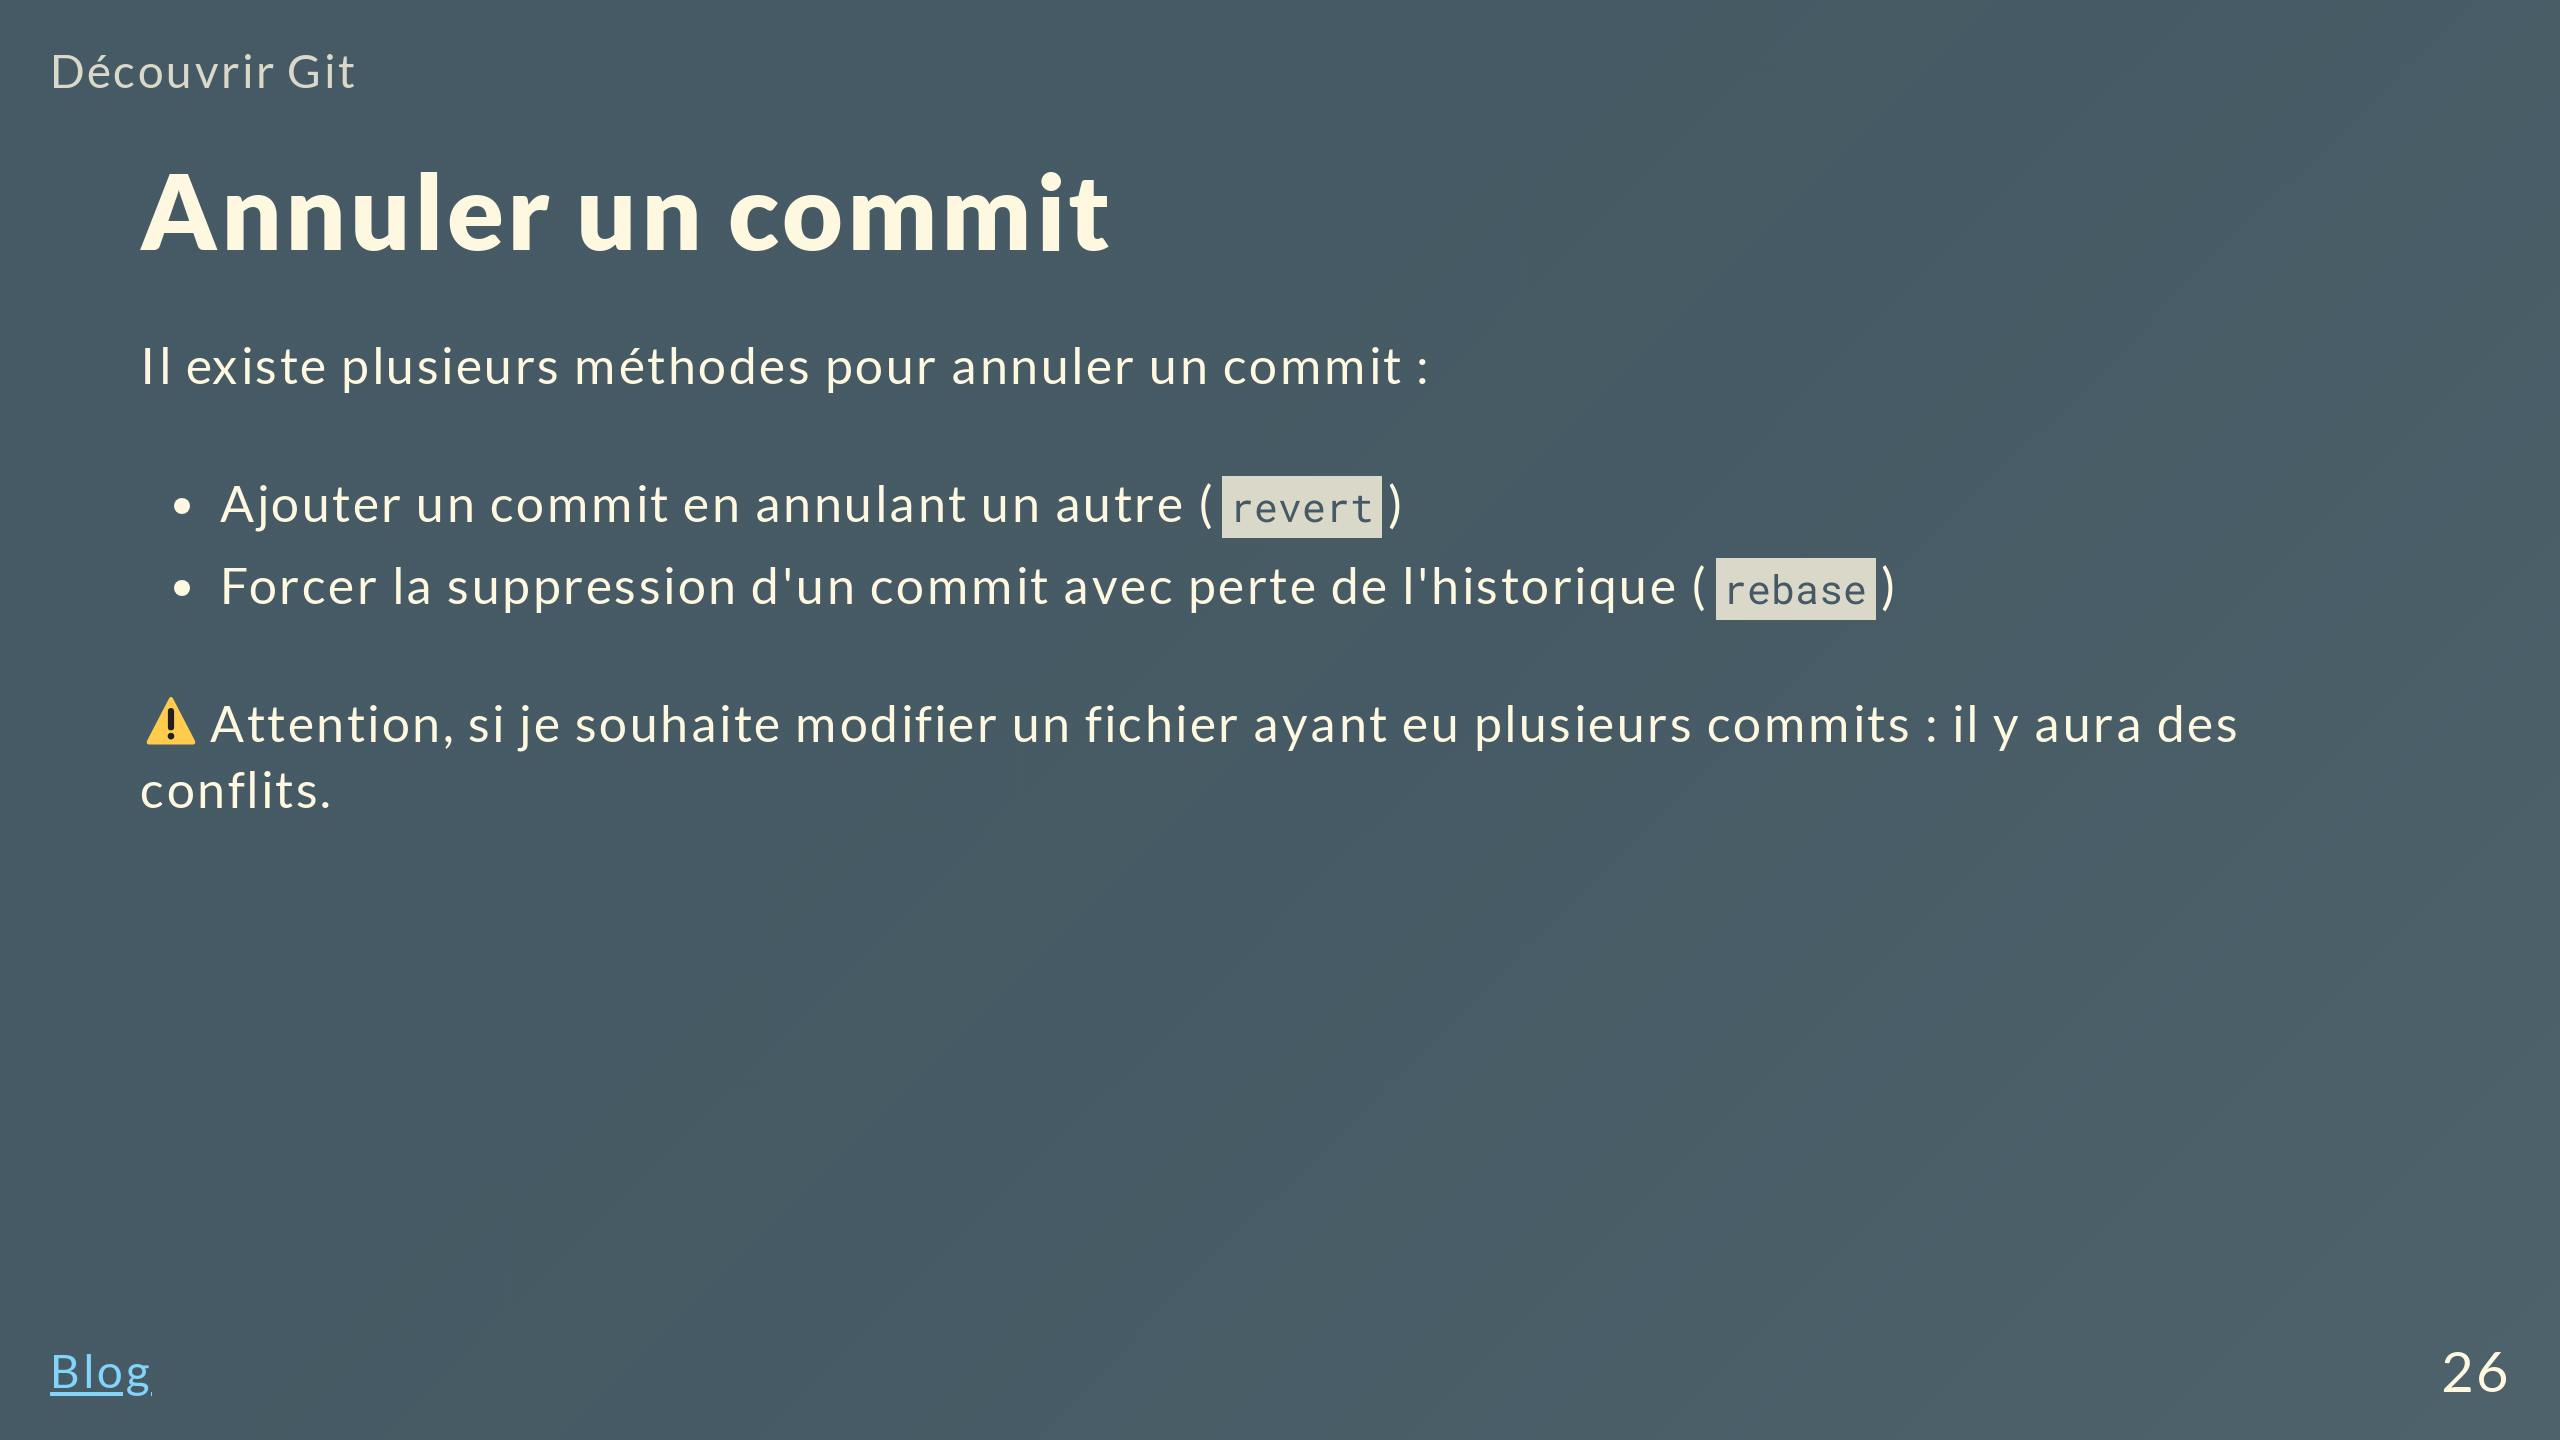 Découvrir Git
Annuler un commit
Il existe plusieurs méthodes pour annuler un commit :
• Ajouter un commit en annulant un autre ( revert )
• Forcer la suppression d'un commit avec perte de l'historique ( rebase )
⚠️ Attention, si je souhaite modifier un fichier ayant eu plusieurs commits : il y aura des
conflits.
Blog
26